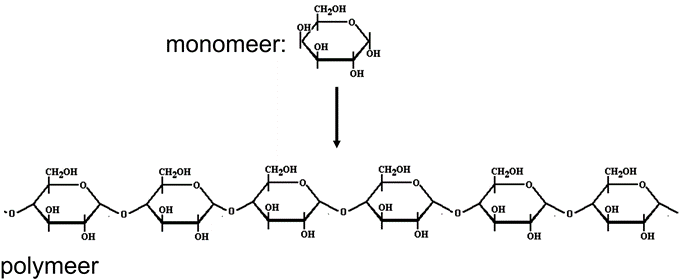 CH₂OH
O
OH
monomeer:
OH
OH
OH
CH₂OH CH₂OH CH₂OH CH₂OH CH₂OH CH₂OH
O O O O O O
O OH O OH O OH O OH O OH O OH
OH OH OH OH OH OH
polymeer